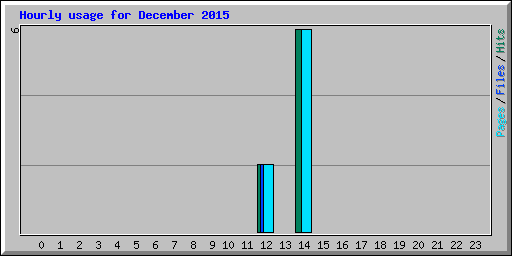 Hourly usage for December 2015
6
Pages/Files/Hits
0 1 2 3 4 5 6 7 8 9 10 11 12 13 14 15 16 17 18 19 20 21 22 23